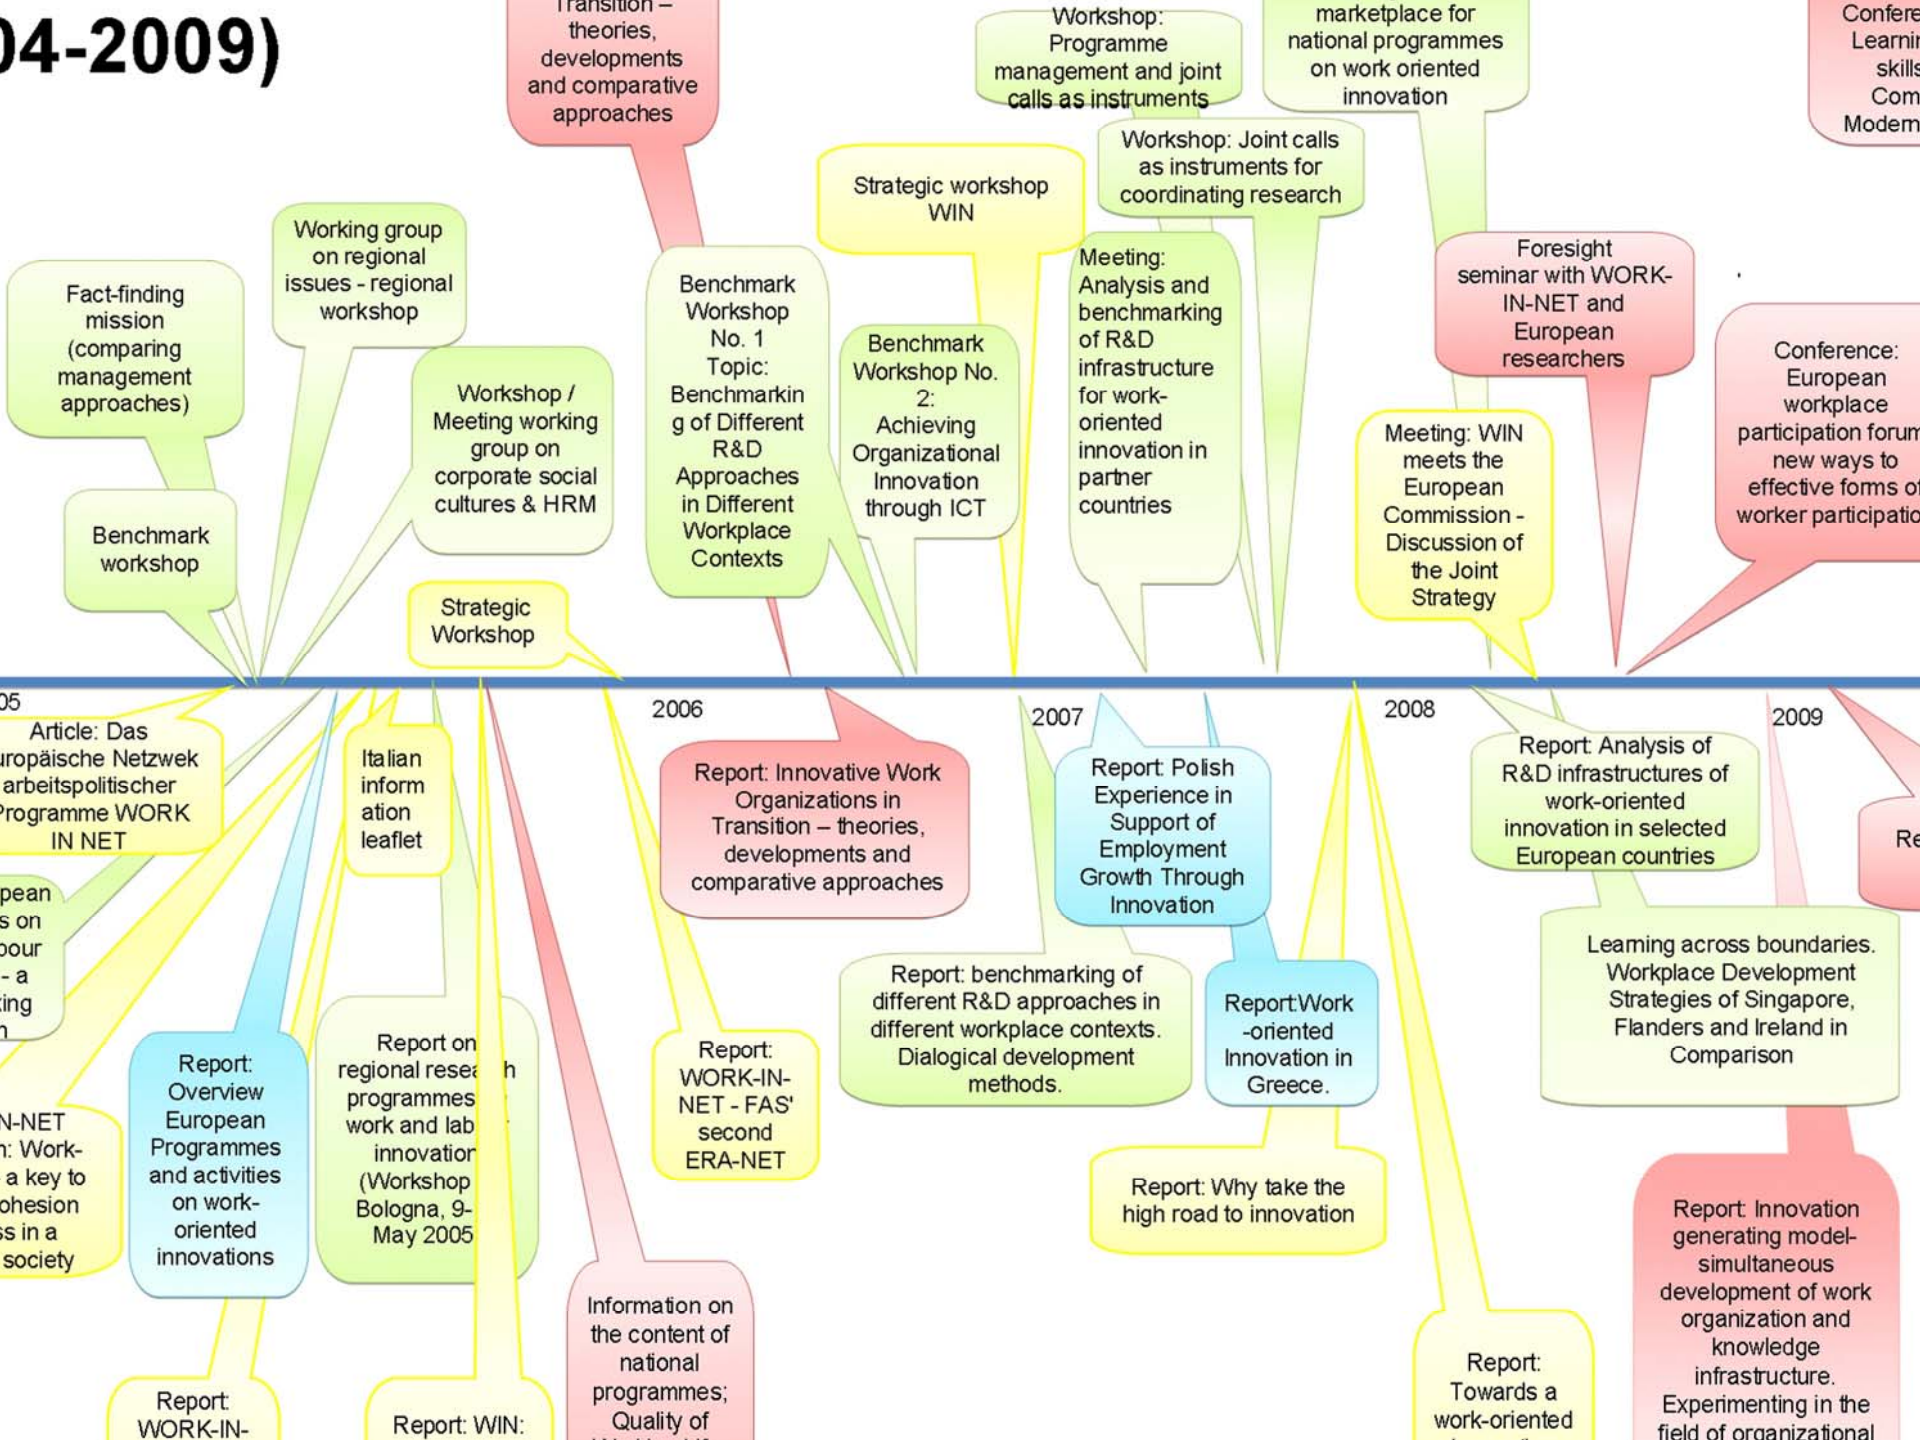 04-2009)
Transition –
theories,
developments
and comparative
approaches
Workshop:
Programme
management and joint
calls as instruments
marketplace for
national programmes
on work oriented
innovation
Learnin
skills
Com
Modern
Workshop: Joint calls
as instruments for
coordinating research
Strategic workshop
WIN
Working group
on regional
issues - regional
workshop
Fact-finding
mission
(comparing
management
approaches)
Workshop /
Meeting working
group on
corporate social
cultures & HRM
Benchmark
workshop
Strategic
Workshop
Benchmark
Workshop
No. 1
Topic:
Benchmarkin
g of Different
R&D
Approaches
in Different
Workplace
Contexts
Benchmark
Workshop No.
2:
Achieving
Organizational
Innovation
through ICT
Meeting:
Analysis and
benchmarking
of R&D
infrastructure
for work-
oriented
innovation in
partner
countries
Foresight
seminar with WORK-
IN-NET and
European
researchers
Meeting: WIN
meets the
European
Commission -
Discussion of
the Joint
Strategy
Conference:
European
workplace
participation forum
new ways to
effective forms of
worker participatio
05
2006
2007
2008
2009
Article: Das
uropäische Netzwek
arbeitspolitischer
Programme WORK
IN NET
Italian
inform
ation
leaflet
pean
s on
bour
- a
king
n
N-NET
n: Work-
a key to
ohesion
ss in a
society
Report:
Overview
European
Programmes
and activities
on work-
oriented
innovations
Report on
regional resea h
programmes
work and lab
innovation
(Workshop
Bologna, 9-
May 2005
Report:
WORK-IN-
Report: WIN:
Information on
the content of
national
programmes;
Quality of
Report: Innovative Work
Organizations in
Transition – theories,
developments and
comparative approaches
Report:
WORK-IN-
NET - FAS'
second
ERA-NET
Report: benchmarking of
different R&D approaches in
different workplace contexts.
Dialogical development
methods.
Report: Polish
Experience in
Support of
Employment
Growth Through
Innovation
Report:Work
-oriented
Innovation in
Greece.
Report: Why take the
high road to innovation
Report:
Towards a
work-oriented
Report: Analysis of
R&D infrastructures of
work-oriented
innovation in selected
European countries
Re
Learning across boundaries.
Workplace Development
Strategies of Singapore,
Flanders and Ireland in
Comparison
Report: Innovation
generating model-
simultaneous
development of work
organization and
knowledge
infrastructure.
Experimenting in the
field of organizational